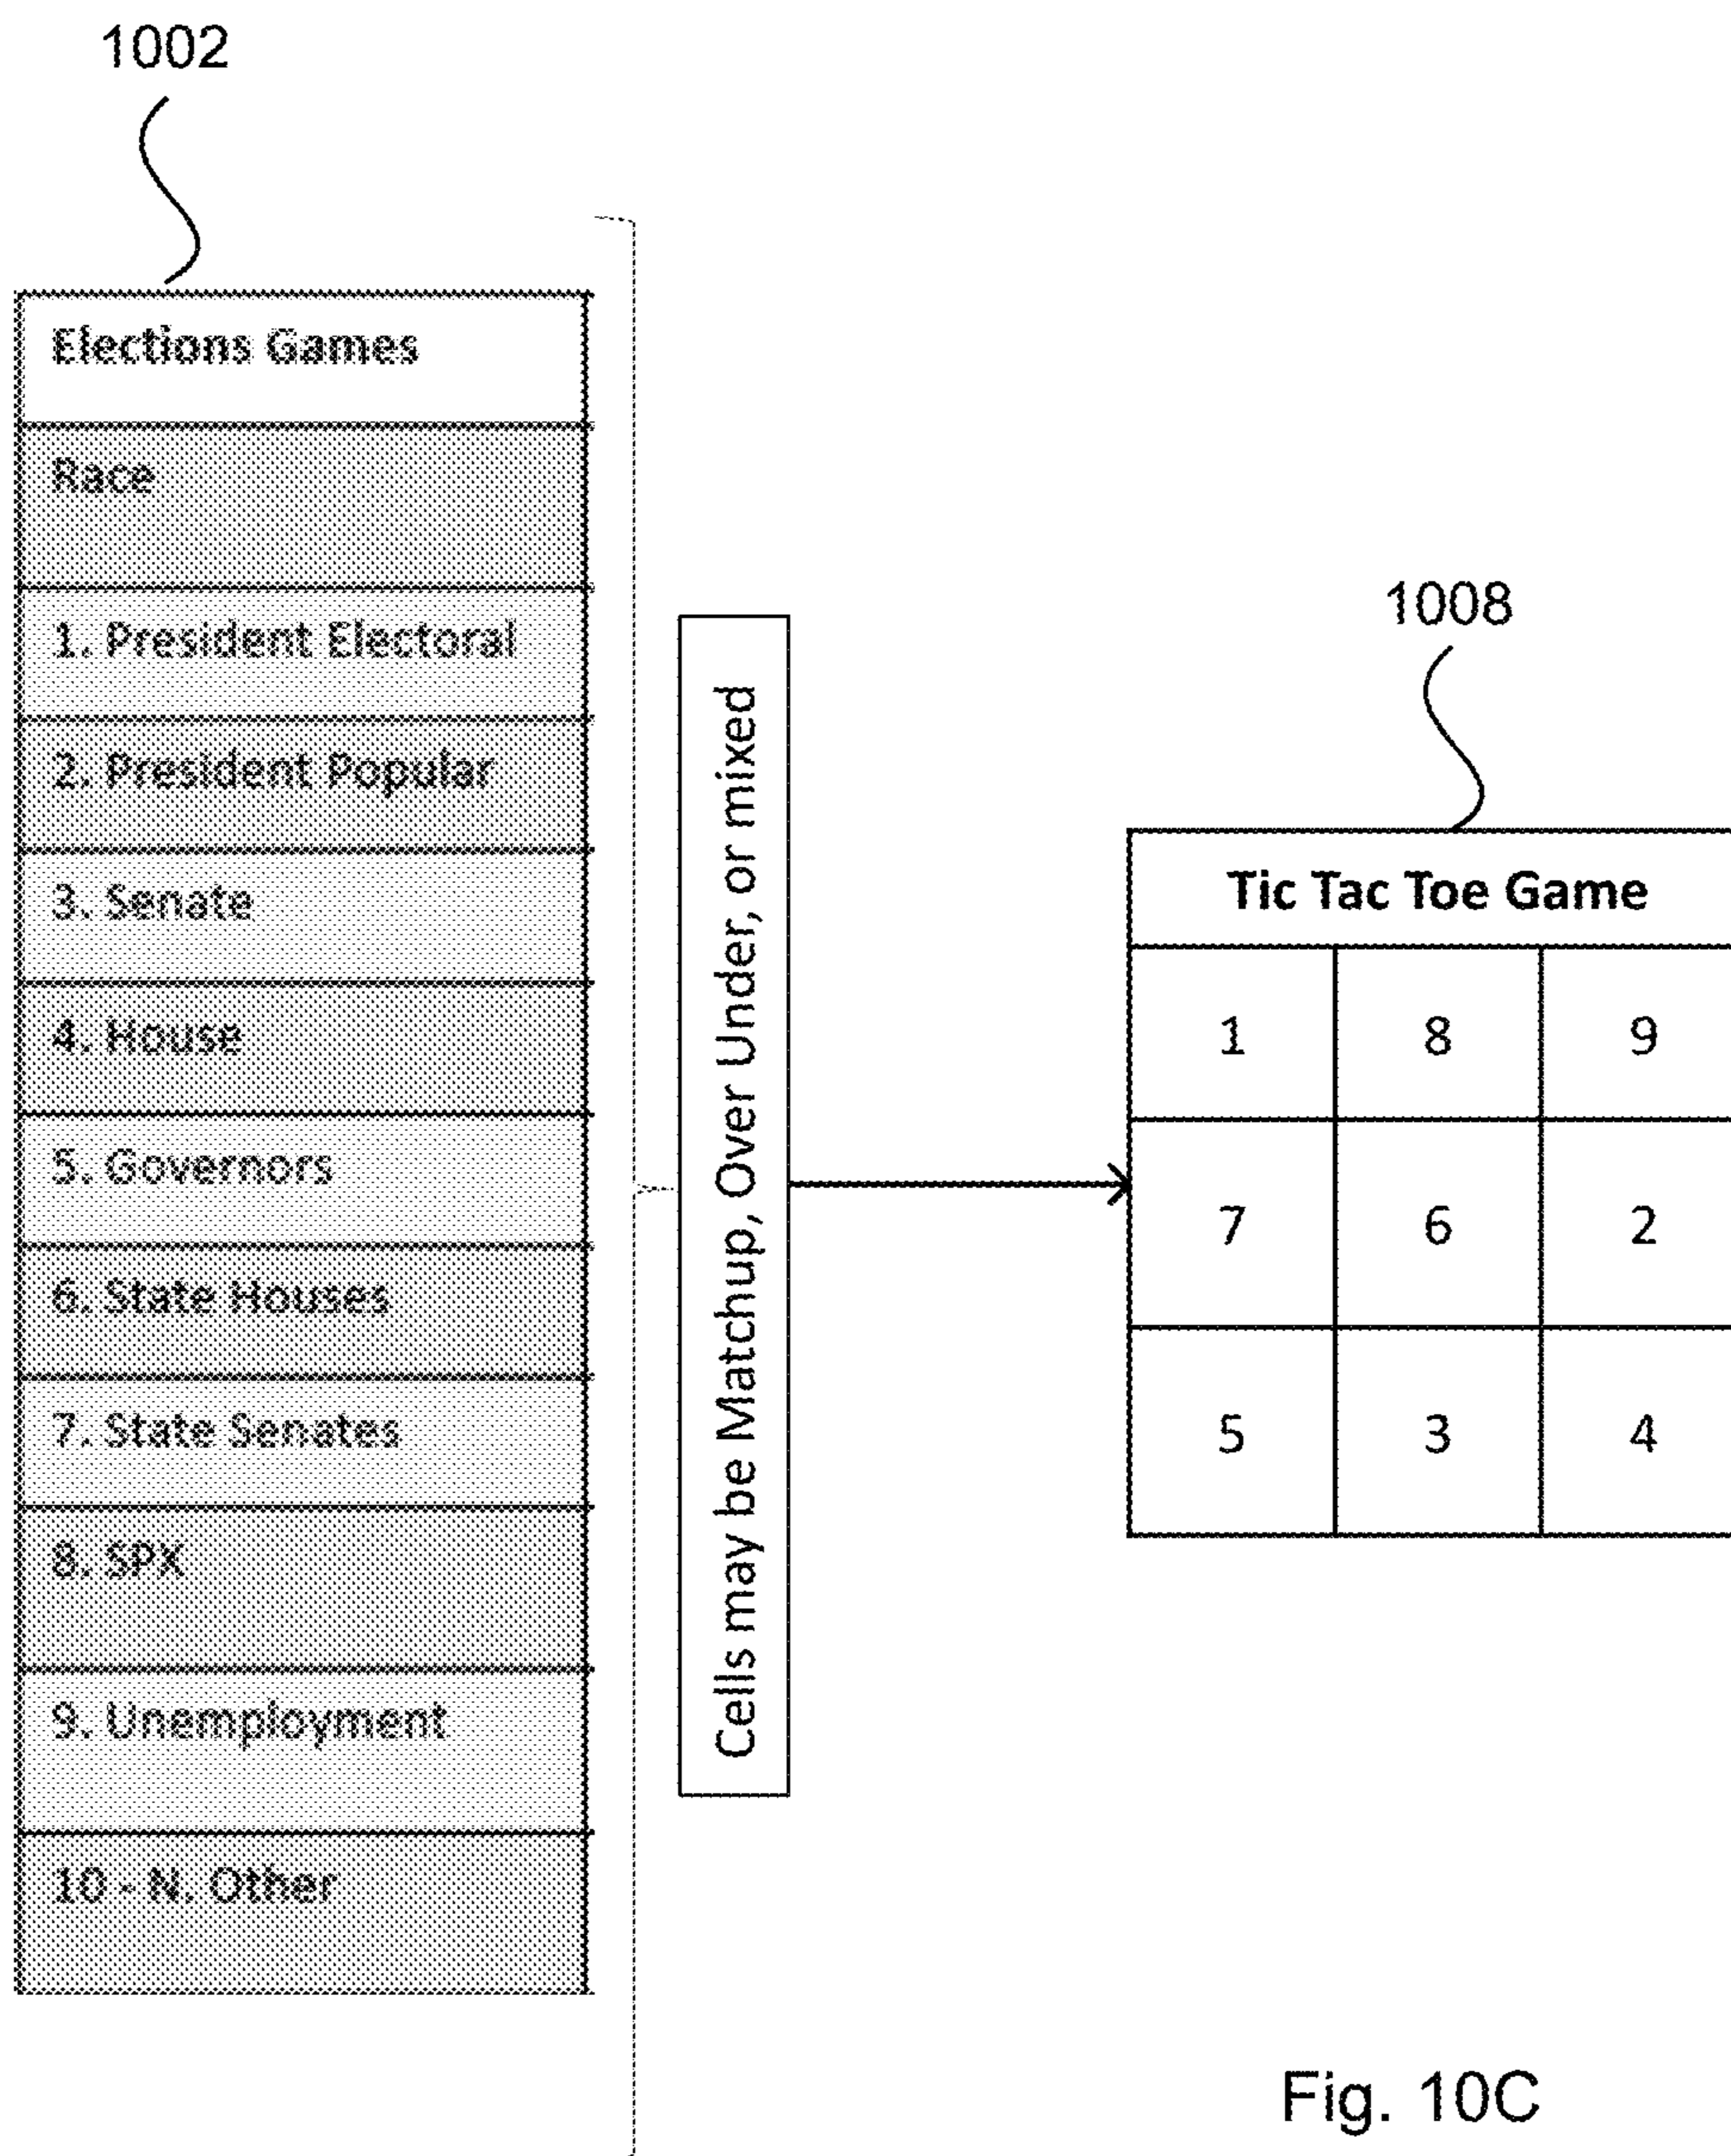 1002
Elections Games
Race
1. President Electoral
2. President Popular
3. Senate
4. House
5. Governors
6. State Houses
7. State Senates
8. SPX
9. Unemployment
10 - N. Other
Cells may be Matchup, Over Under, or mixed
1008
Tic Tac Toe Game
1 8 9
7 6 2
5 3 4
Fig. 10C